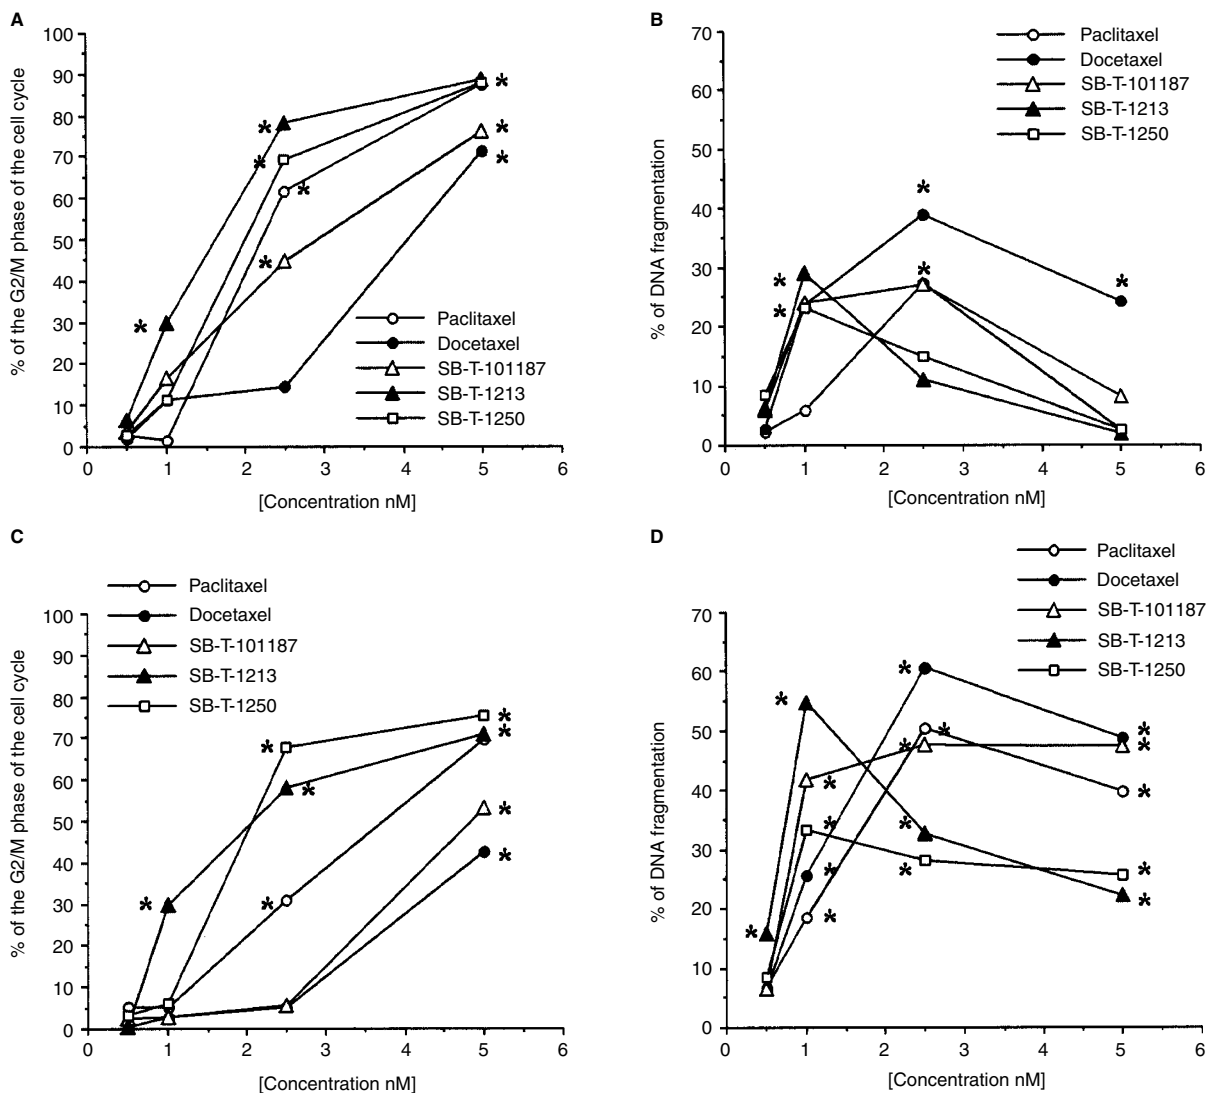 A
% of the G2/M phase of the cell cycle
100
90
80
70
60
50
40
30
20
10
0
* * * * * * * *
Paclitaxel
Docetaxel
SB-T-101187
SB-T-1213
SB-T-1250
0 1 2 3 4 5 6
[Concentration nM]
B
Paclitaxel
Docetaxel
SB-T-101187
SB-T-1213
SB-T-1250
% of DNA fragmentation
70
60
50
40
30
20
10
0
* * * * *
0 1 2 3 4 5 6
[Concentration nM]
C
Paclitaxel
Docetaxel
SB-T-101187
SB-T-1213
SB-T-1250
% of the G2/M phase of the cell cycle
100
90
80
70
60
50
40
30
20
10
0
* * * * * * * *
0 1 2 3 4 5 6
[Concentration nM]
D
Paclitaxel
Docetaxel
SB-T-101187
SB-T-1213
SB-T-1250
% of DNA fragmentation
70
60
50
40
30
20
10
0
* * * * * * * * * * * * * * * *
0 1 2 3 4 5 6
[Concentration nM]